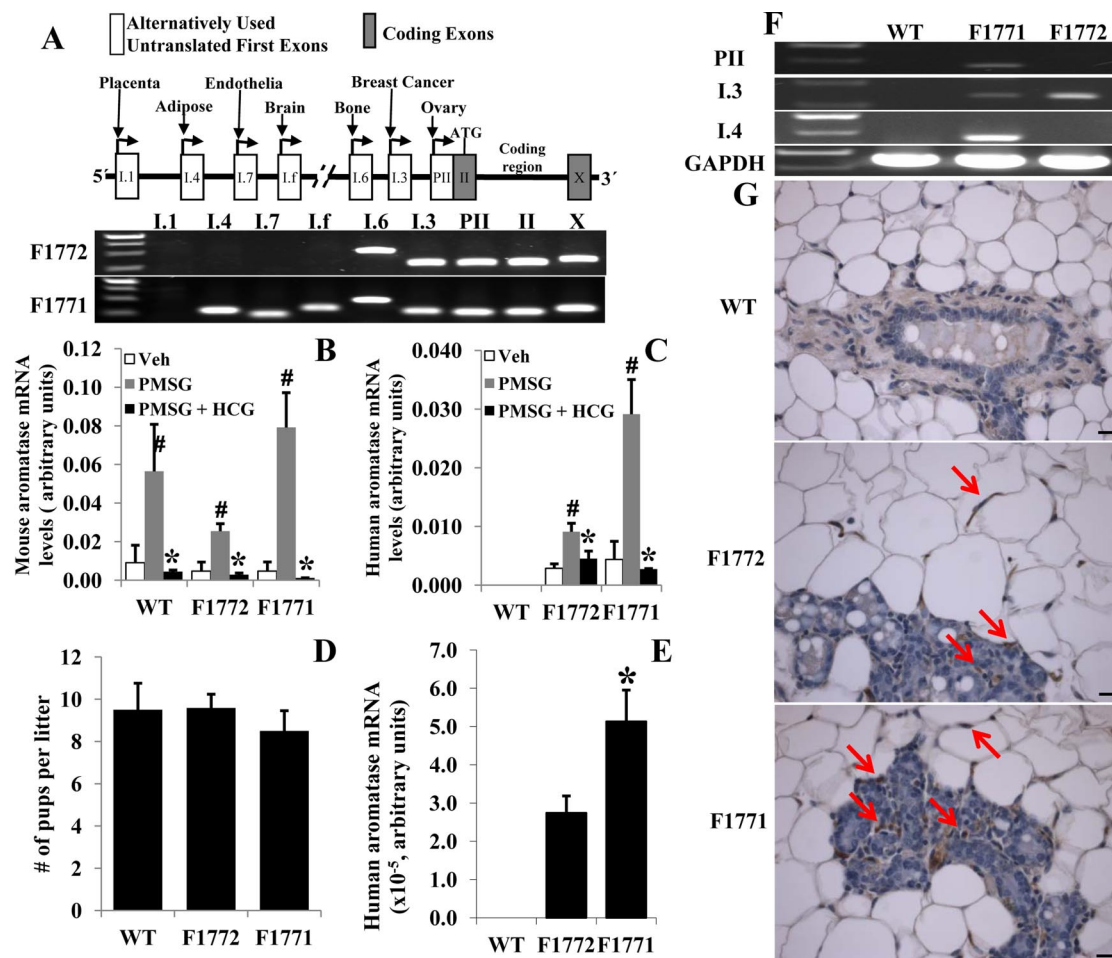 A
Alternatively Used
Untranslated First Exons
Coding Exons
Placenta
Adipose
Endothelia
Brain
Bone
Breast Cancer
Ovary
ATG
Coding
region
5´ I.1 I.4 I.7 I.f I.6 I.3 PII II X 3´
I.1 I.4 I.7 I.f I.6 I.3 PII II X
F1772
F1771
B
Mouse aromatase mRNA
levels ( arbitrary units)
0.12
0.10
0.08
0.06
0.04
0.02
0.00
Veh
PMSG
PMSG + HCG
# # #
* * *
WT F1772 F1771
C
Human aromatase mRNA
levels (arbitrary units)
0.040
0.030
0.020
0.010
0.000
Veh
PMSG
PMSG + HCG
# #
* *
WT F1772 F1771
D
# of pups per litter
12
10
8
6
4
2
0
WT F1772 F1771
E
Human aromatase mRNA
(x10-5, arbitrary units)
7.0
6.0
5.0
4.0
3.0
2.0
1.0
0.0
*
WT F1772 F1771
F
WT F1771 F1772
PII
I.3
I.4
GAPDH
G
WT
F1772
F1771